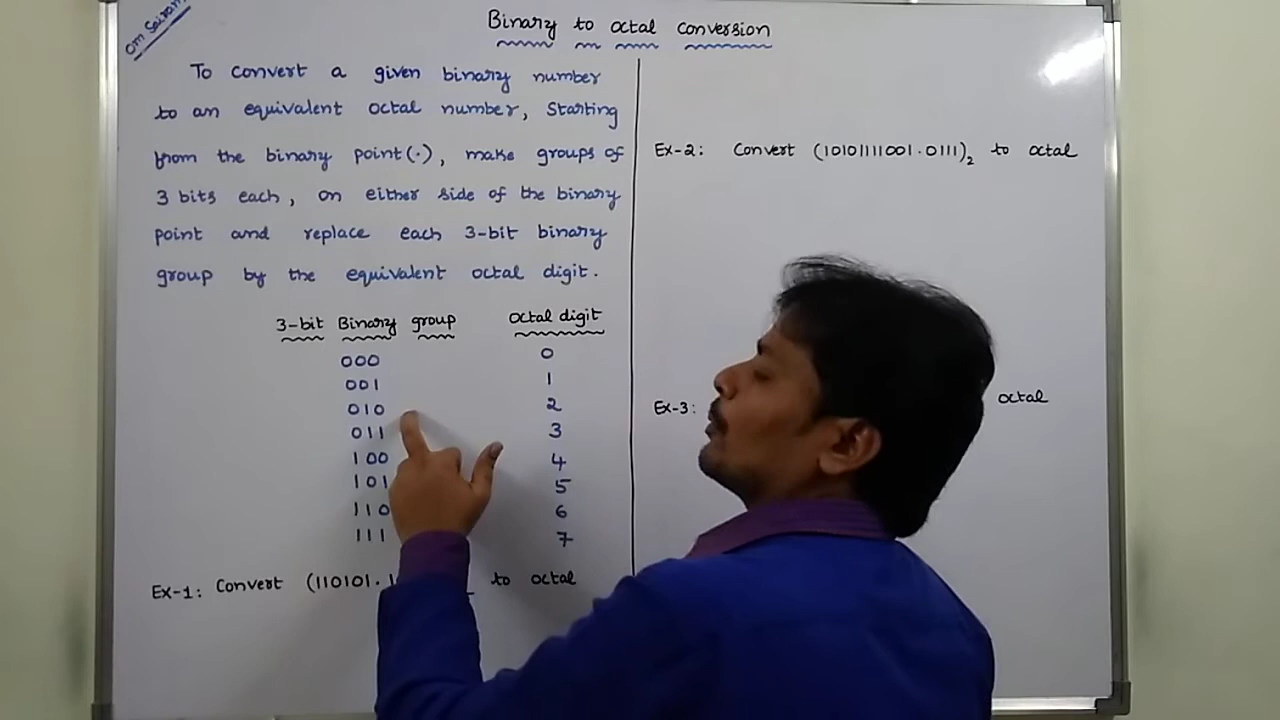 Om Sairam
Binary to octal conversion
To convert a given binary number
to an equivalent octal number, Starting
from the binary point(.), make groups of
3 bits each, on either side of the binary
point and replace each 3-bit binary
group by the equivalent octal digit.
3-bit Binary group octal digit
000 0
001 1
010 2
011 3
100 4
101 5
110 6
111 7
Ex-1: Convert (110101. to octal
Ex-2: Convert (10101111001.0111)2 to octal
Ex-3: octal